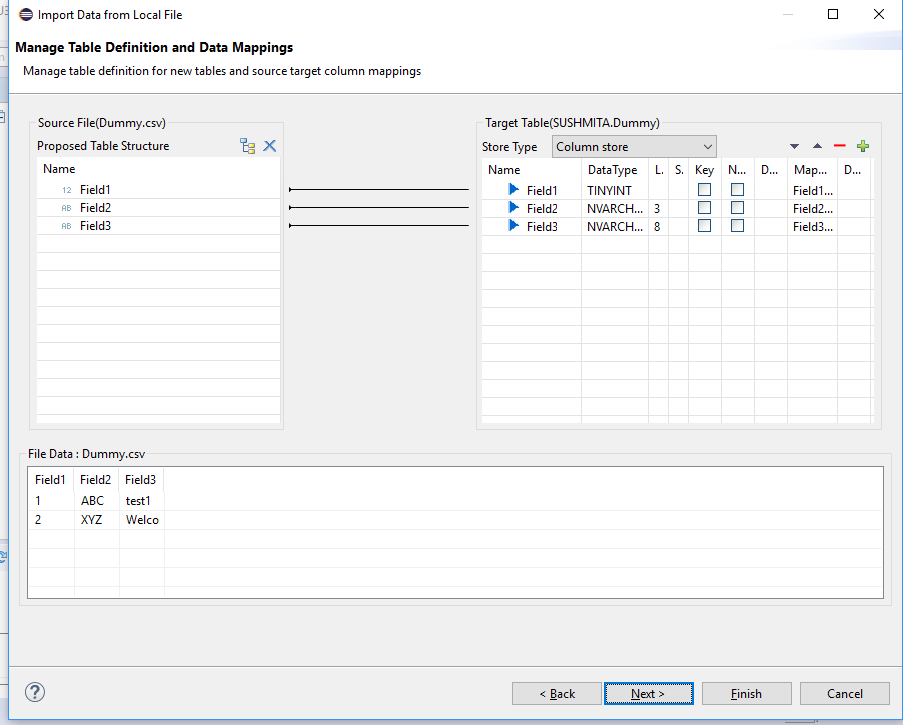 Import Data from Local File
Manage Table Definition and Data Mappings
Manage table definition for new tables and source target column mappings
Source File(Dummy.csv)
Proposed Table Structure
Name
12 Field1
AB Field2
AB Field3
Target Table(SUSHMITA.Dummy)
Store Type Column store
Name DataType L. S. Key N... D... Map... D...
Field1 TINYINT Field1...
Field2 NVARCH... 3 Field2...
Field3 NVARCH... 8 Field3...
File Data : Dummy.csv
Field1 Field2 Field3
1 ABC test1
2 XYZ Welco
? < Back Next > Finish Cancel